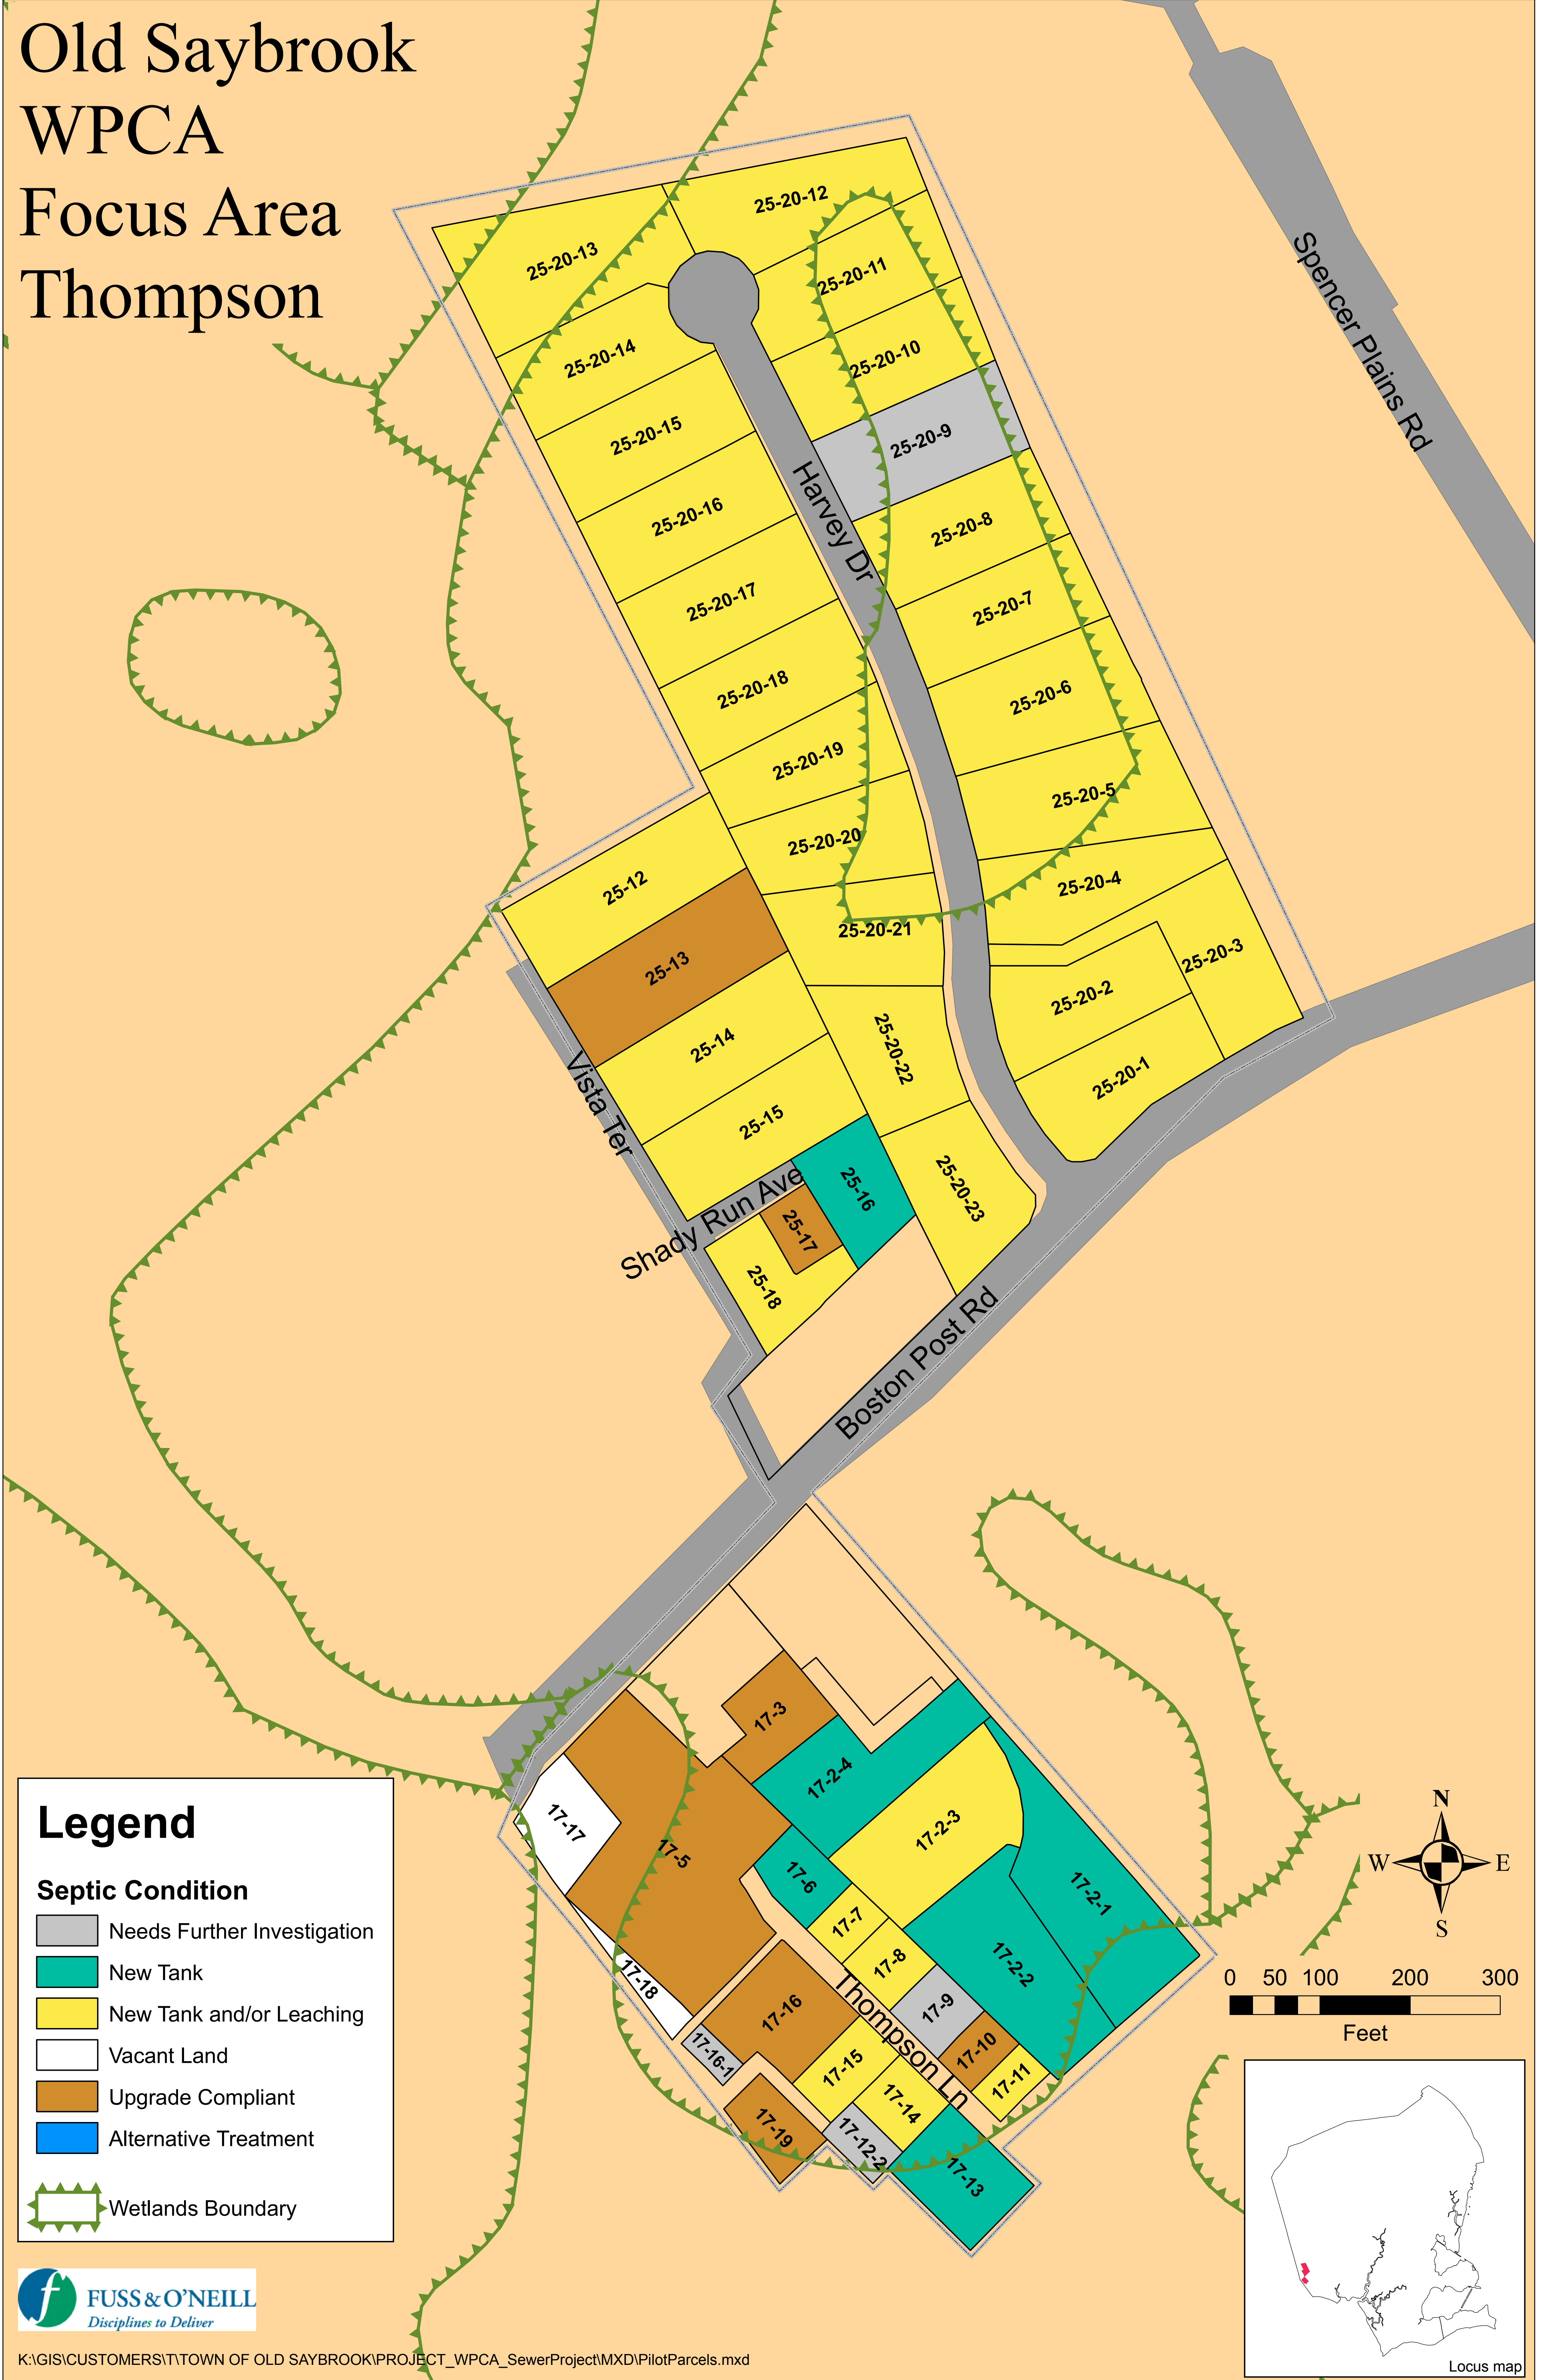 Old Saybrook
WPCA
Focus Area
Thompson
Spencer Plains Rd
25-20-12
25-20-13
25-20-11
25-20-14
25-20-10
25-20-15
25-20-9
Harvey Dr
25-20-16
25-20-8
25-20-17
25-20-7
25-20-18
25-20-6
25-20-19
25-20-5
25-20-20
25-12
25-20-4
25-20-21
25-13
25-20-3
25-20-2
25-14
25-20-22
25-20-1
Vista Ter
25-15
25-16
25-20-23
Shady Run Ave
25-17
25-18
Boston Post Rd
17-3
17-2-4
17-17
17-2-3
17-5
17-6
17-2-1
17-7
17-8
17-2-2
17-18
17-9
17-16
Thompson Ln
17-10
17-16-1
17-15
17-11
17-14
17-19
17-12-2
17-13
Legend
Septic Condition
Needs Further Investigation
New Tank
New Tank and/or Leaching
Vacant Land
Upgrade Compliant
Alternative Treatment
Wetlands Boundary
N
W E
S
0 50 100 200 300
Feet
Locus map
f
FUSS & O'NEILL
Disciplines to Deliver
K:\GIS\CUSTOMERS\T\TOWN OF OLD SAYBROOK\PROJECT_WPCA_SewerProject\MXD\PilotParcels.mxd